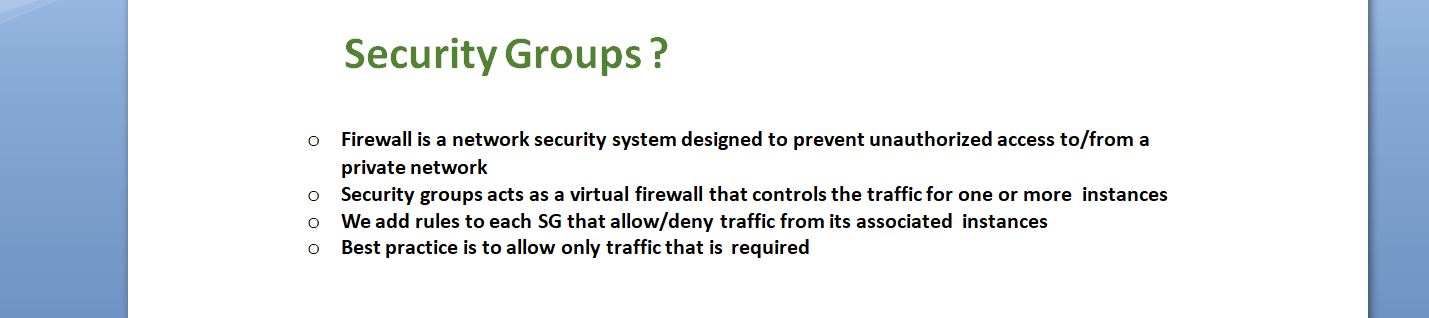 Security Groups ?
o Firewall is a network security system designed to prevent unauthorized access to/from a
private network
o Security groups acts as a virtual firewall that controls the traffic for one or more instances
o We add rules to each SG that allow/deny traffic from its associated instances
o Best practice is to allow only traffic that is required